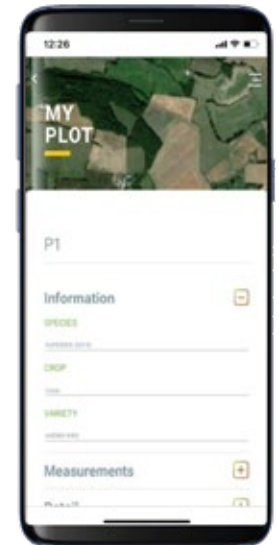 12:26
MY
PLOT
P1
Information
SPECIES
CROP
VARIETY
Measurements